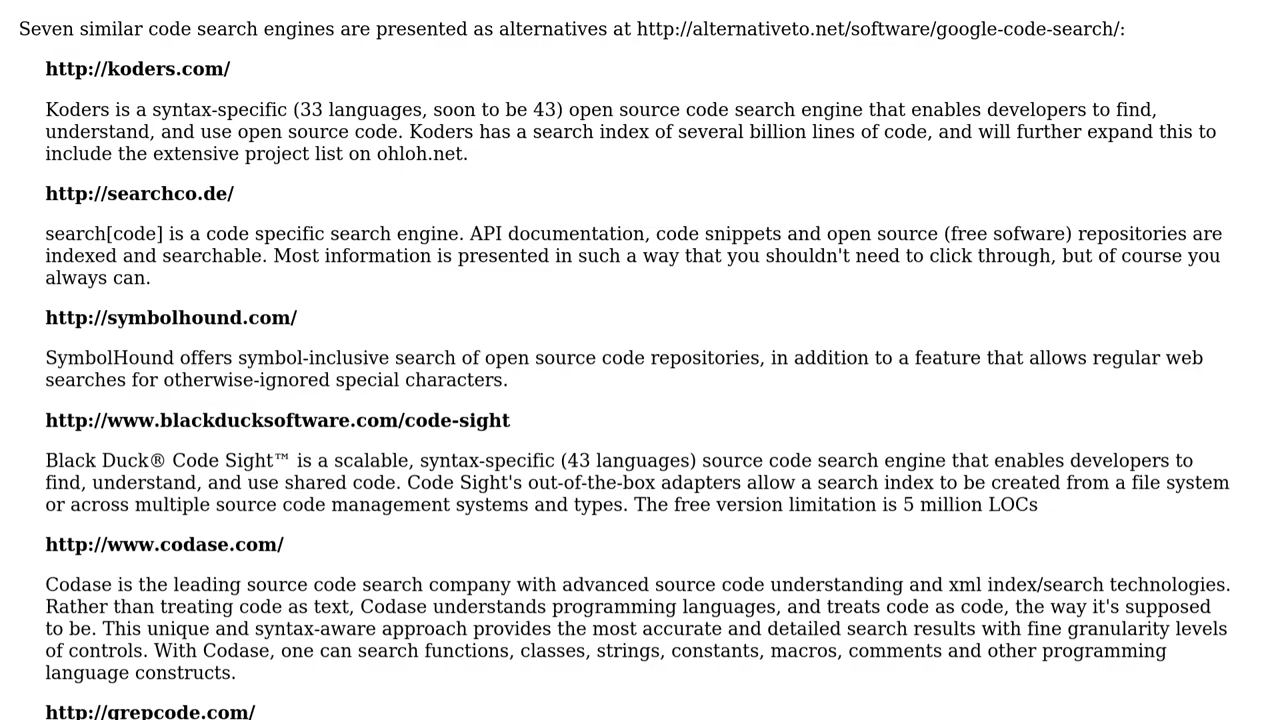 Seven similar code search engines are presented as alternatives at http://alternativeto.net/software/google-code-search/:
http://koders.com/
Koders is a syntax-specific (33 languages, soon to be 43) open source code search engine that enables developers to find,
understand, and use open source code. Koders has a search index of several billion lines of code, and will further expand this to
include the extensive project list on ohloh.net.
http://searchco.de/
search[code] is a code specific search engine. API documentation, code snippets and open source (free sofware) repositories are
indexed and searchable. Most information is presented in such a way that you shouldn't need to click through, but of course you
always can.
http://symbolhound.com/
SymbolHound offers symbol-inclusive search of open source code repositories, in addition to a feature that allows regular web
searches for otherwise-ignored special characters.
http://www.blackducksoftware.com/code-sight
Black Duck® Code Sight™ is a scalable, syntax-specific (43 languages) source code search engine that enables developers to
find, understand, and use shared code. Code Sight's out-of-the-box adapters allow a search index to be created from a file system
or across multiple source code management systems and types. The free version limitation is 5 million LOCs
http://www.codase.com/
Codase is the leading source code search company with advanced source code understanding and xml index/search technologies.
Rather than treating code as text, Codase understands programming languages, and treats code as code, the way it's supposed
to be. This unique and syntax-aware approach provides the most accurate and detailed search results with fine granularity levels
of controls. With Codase, one can search functions, classes, strings, constants, macros, comments and other programming
language constructs.
http://grepcode.com/